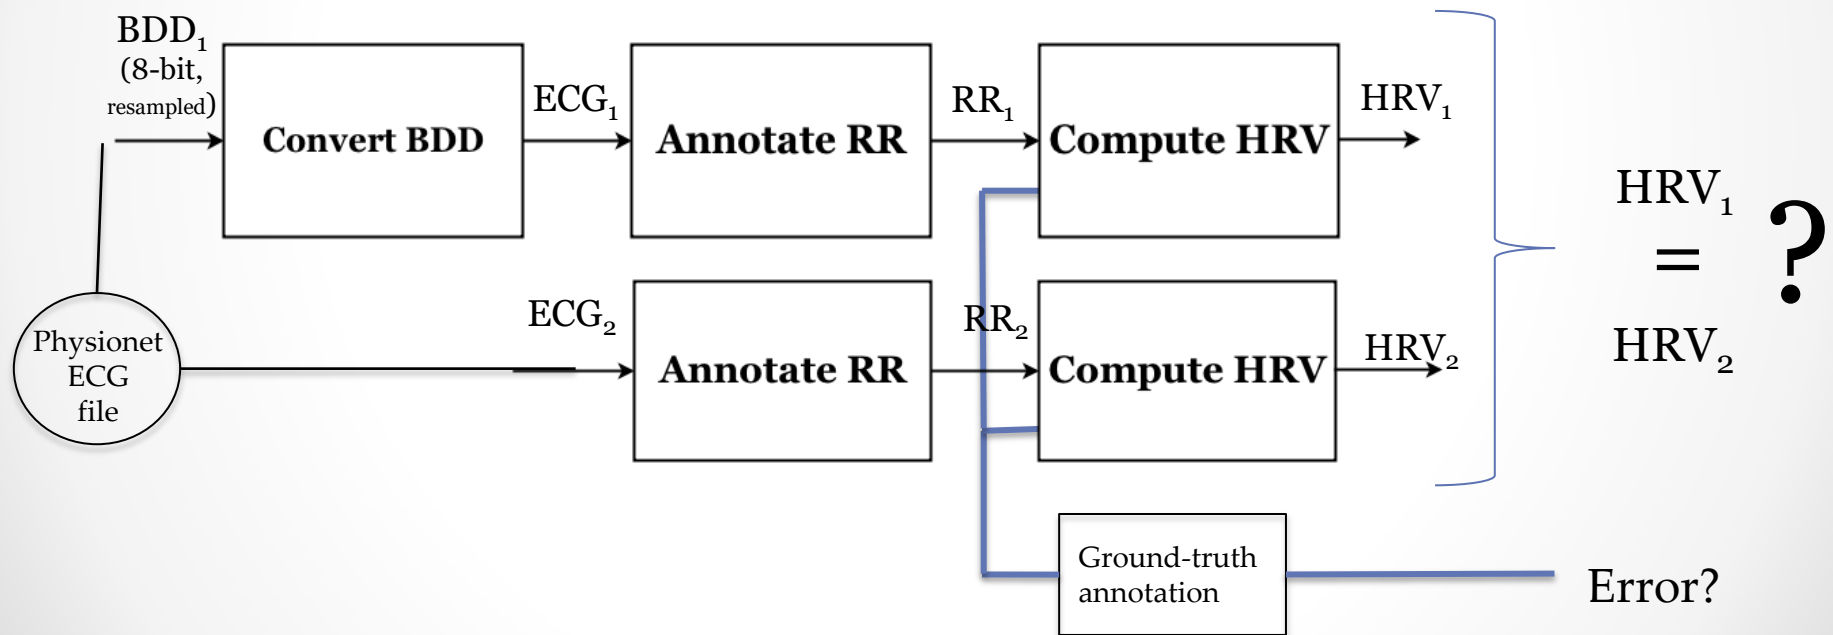 BDD₁
(8-bit,
resampled)
Convert BDD
ECG₁
Annotate RR
RR₁
Compute HRV
HRV₁
Physionet
ECG
file
ECG₂
Annotate RR
RR₂
Compute HRV
HRV₂
HRV₁
=
HRV₂
?
Ground-truth
annotation
Error?